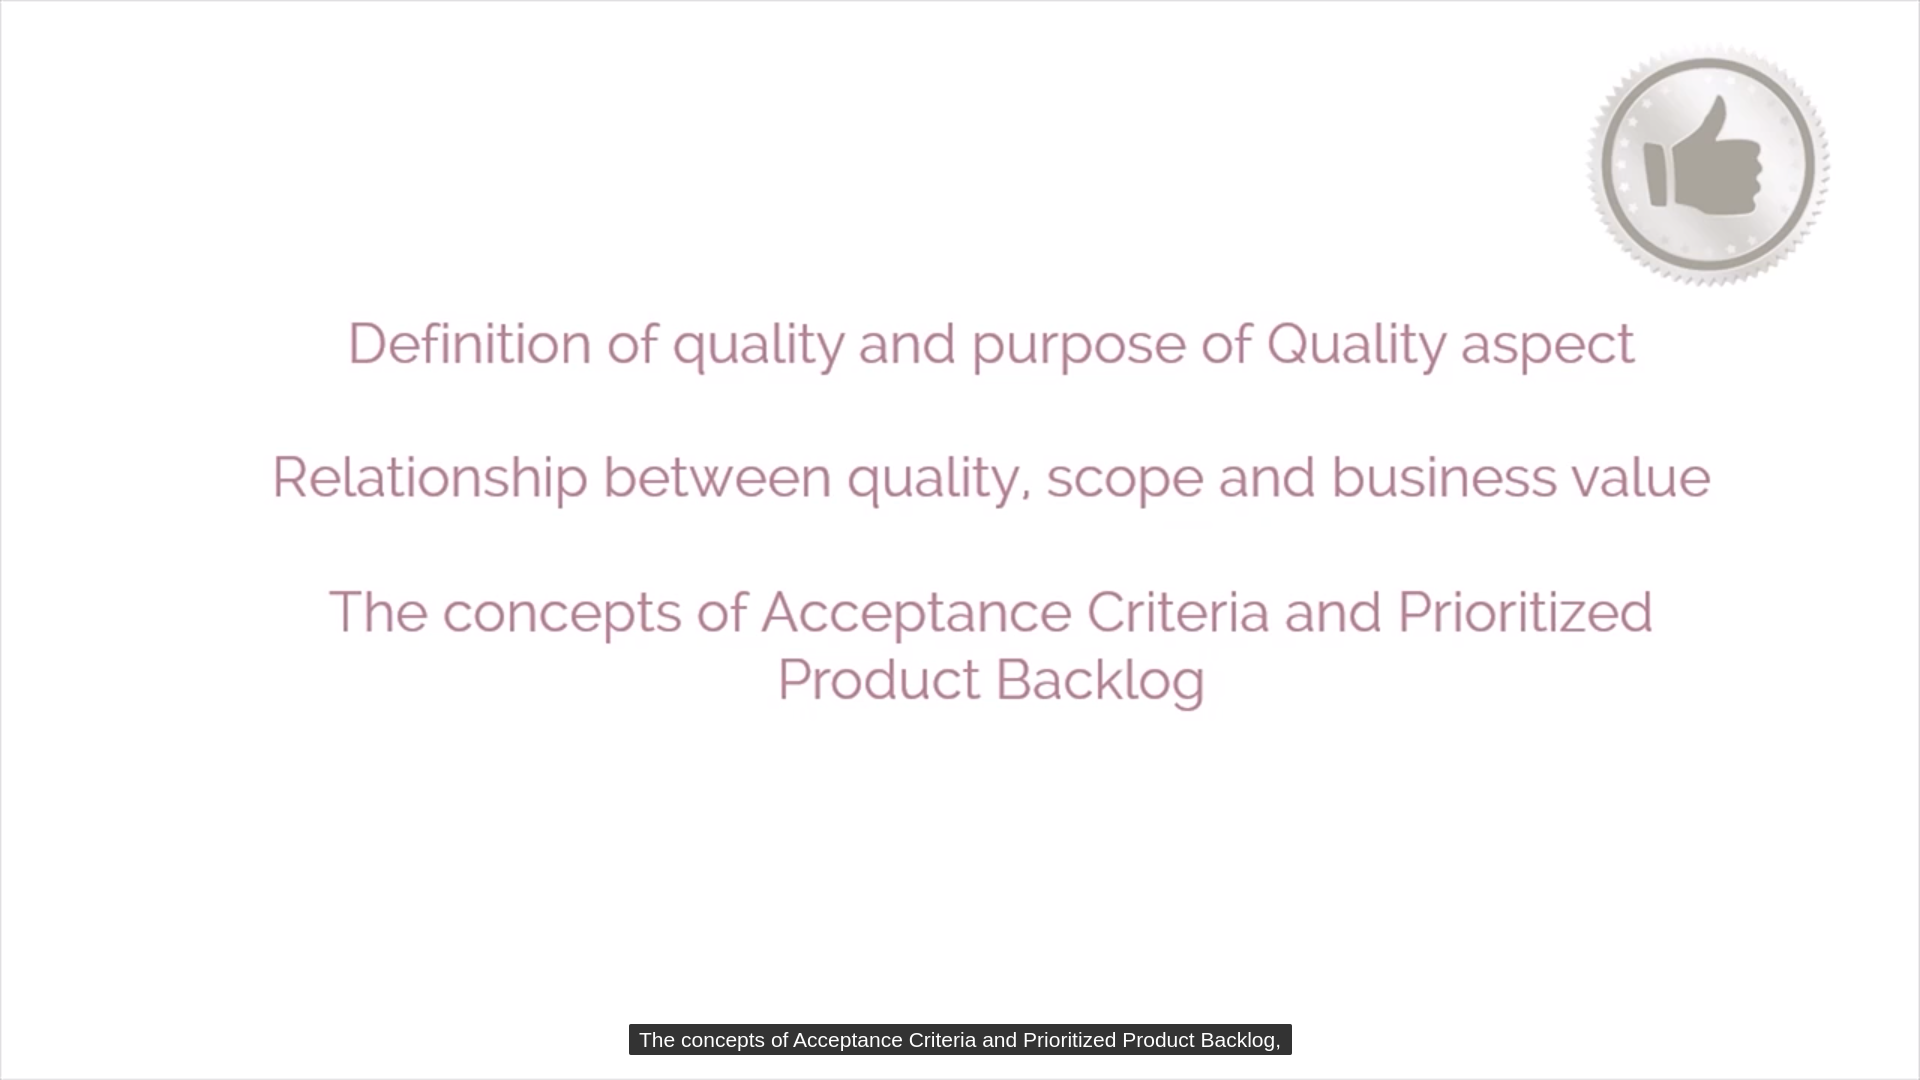 Definition of quality and purpose of Quality aspect
Relationship between quality, scope and business value
The concepts of Acceptance Criteria and Prioritized
Product Backlog
The concepts of Acceptance Criteria and Prioritized Product Backlog,